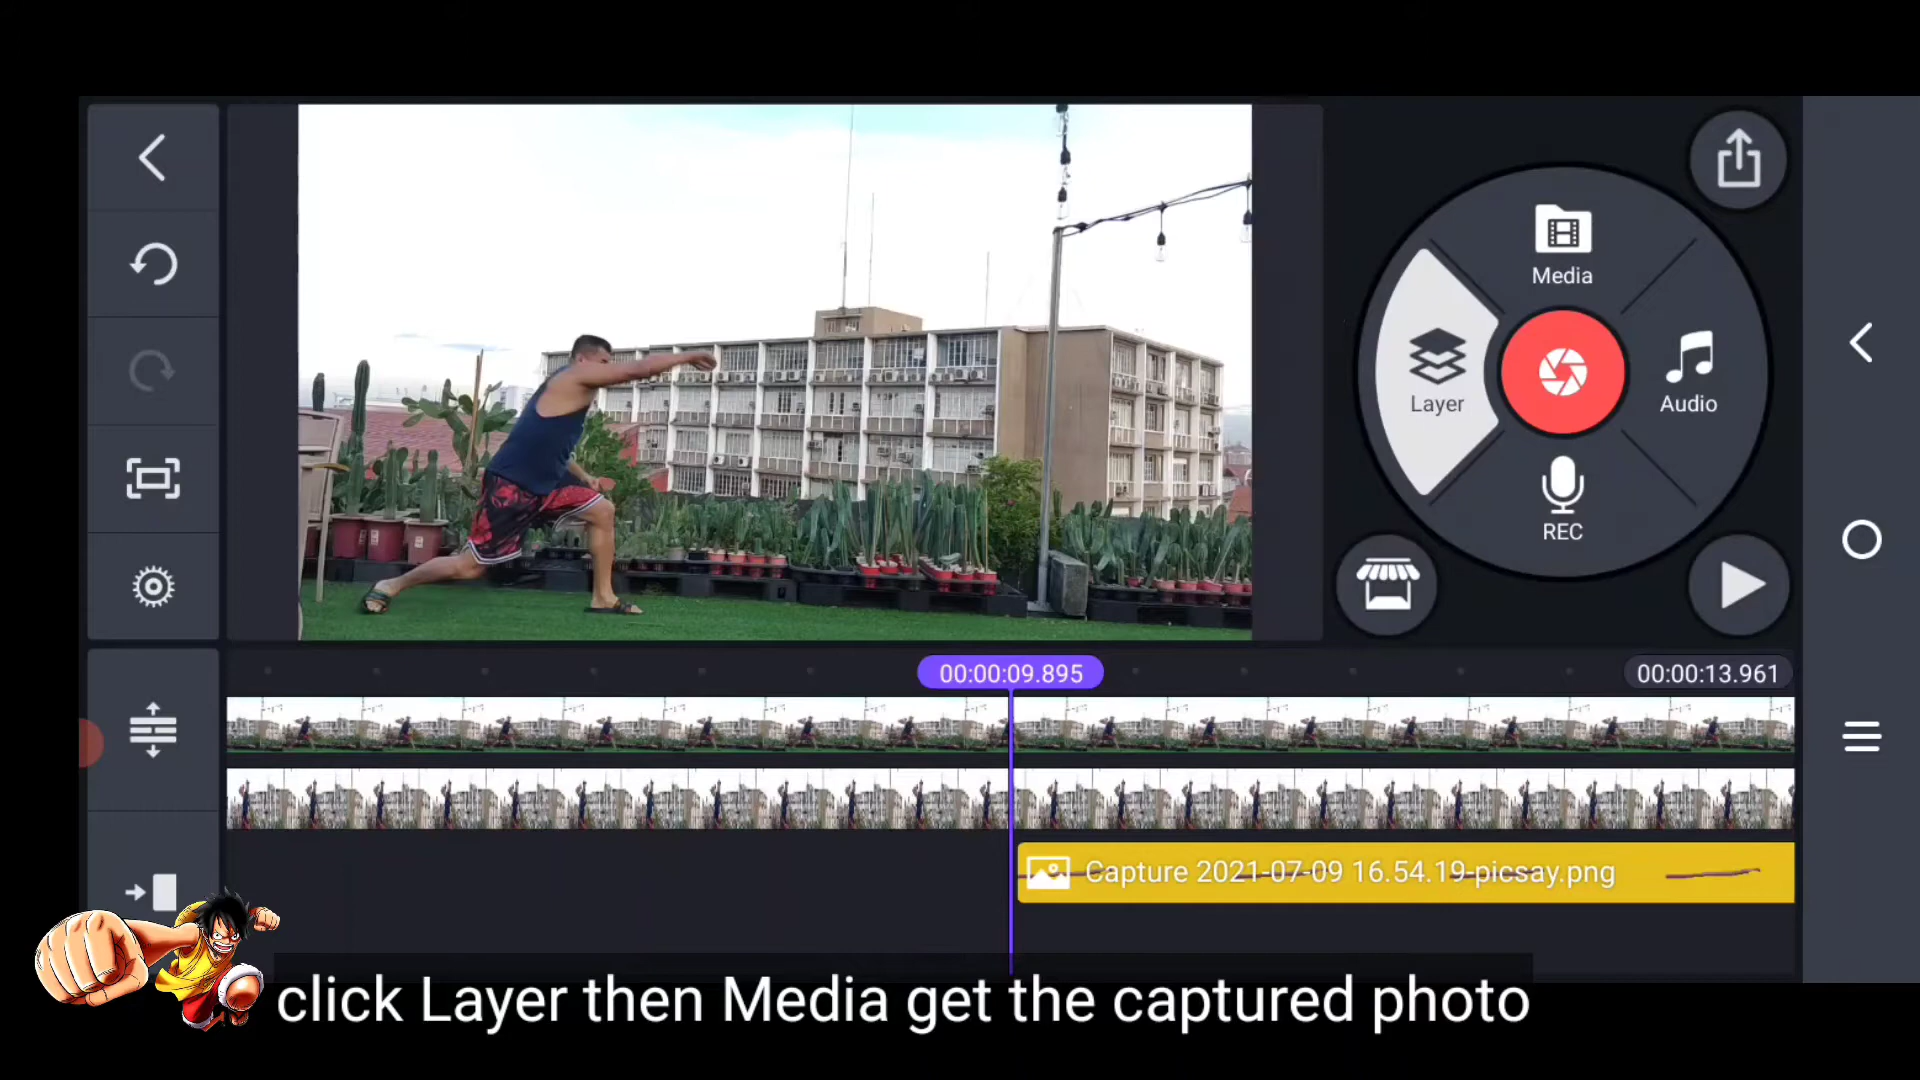 Media
Layer
Audio
REC
00:00:09.895
00:00:13.961
Capture 2021-07-09 16.54.19-picsay.png
click Layer then Media get the captured photo